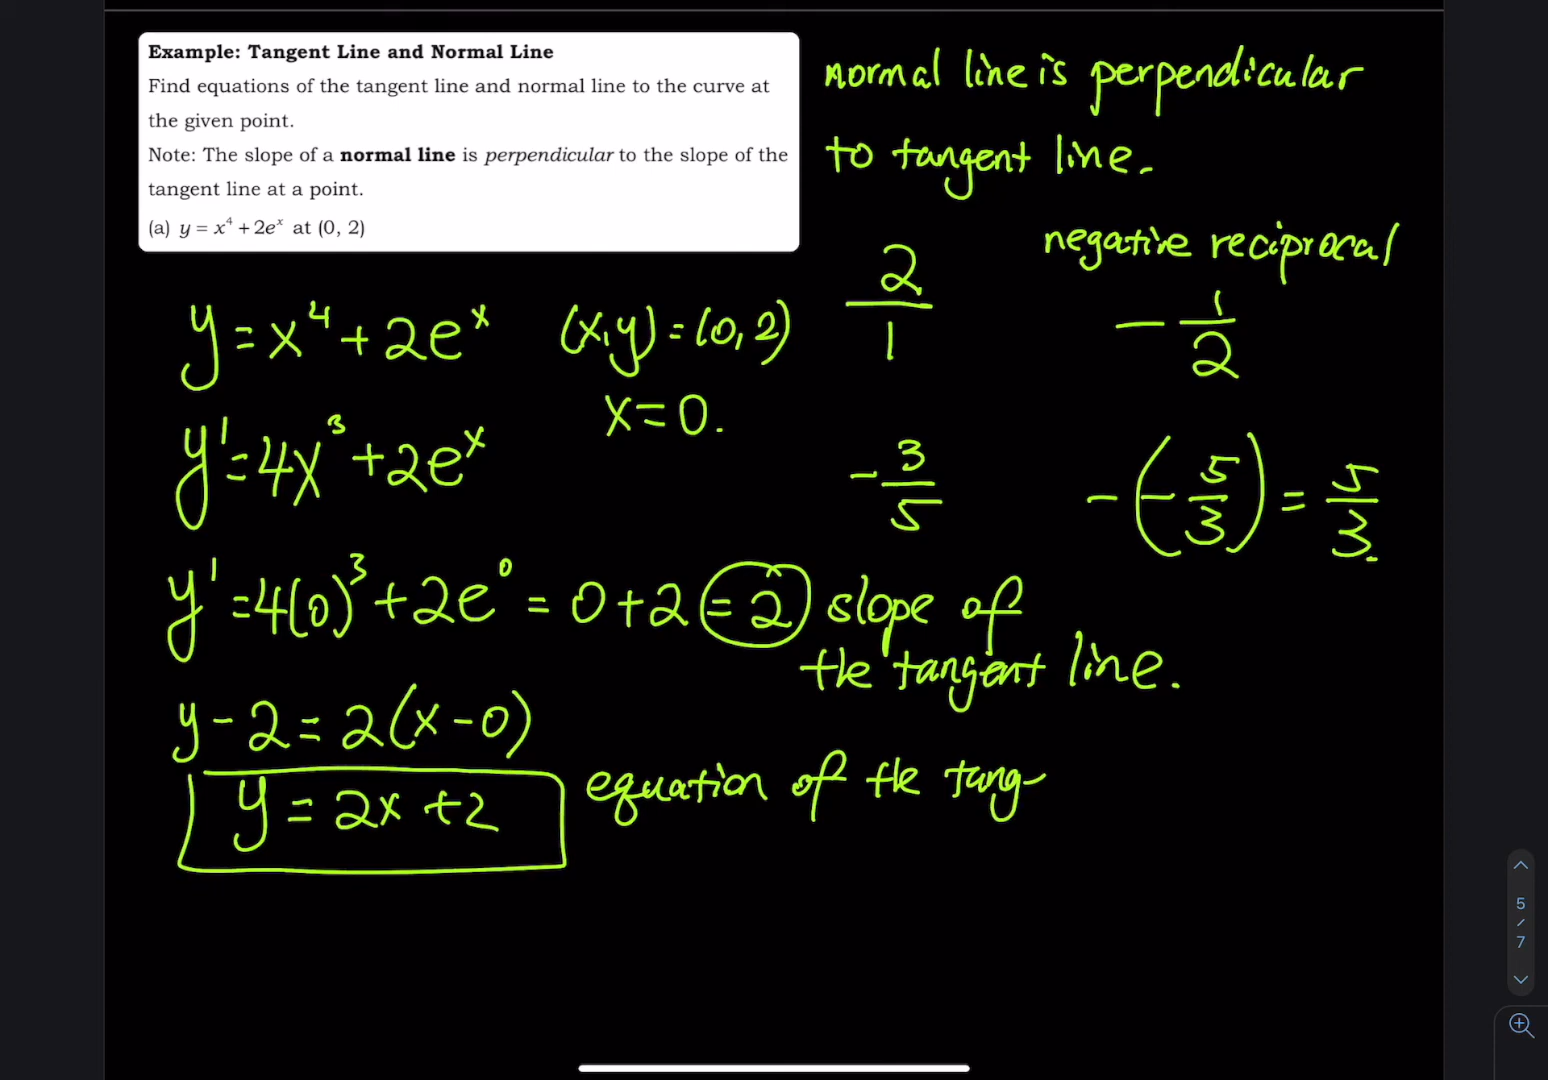 Example: Tangent Line and Normal Line
Find equations of the tangent line and normal line to the curve at
the given point.
Note: The slope of a normal line is perpendicular to the slope of the
tangent line at a point.
(a) y = x⁴ + 2eˣ at (0, 2)
normal line is perpendicular
to tangent line.
negative reciprocal
2/1
-1/2
y = x⁴ + 2eˣ
(x,y) = (0, 2)
x = 0.
y' = 4x³ + 2eˣ
-3/5
-(-5/3) = 5/3.
y' = 4(0)³ + 2e⁰ = 0 + 2 = 2 slope of
the tangent line.
y - 2 = 2(x - 0)
y = 2x + 2
equation of the tang
5
/
7